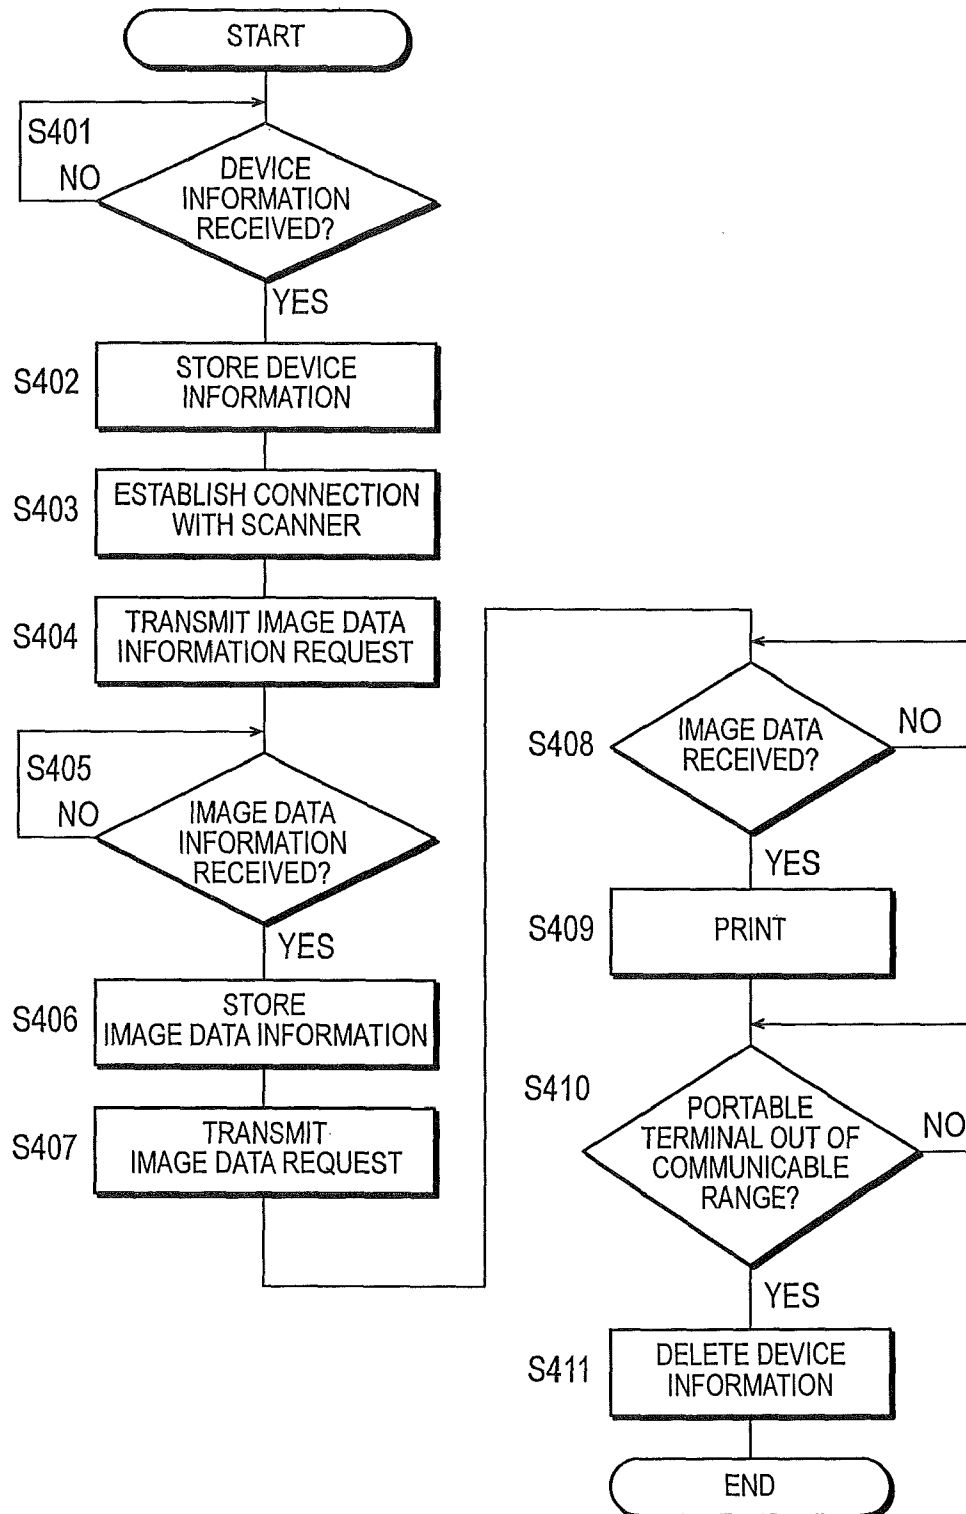 START
S401
NO
DEVICE
INFORMATION
RECEIVED?
YES
S402
STORE DEVICE
INFORMATION
S403
ESTABLISH CONNECTION
WITH SCANNER
S404
TRANSMIT IMAGE DATA
INFORMATION REQUEST
S405
NO
IMAGE DATA
INFORMATION
RECEIVED?
YES
S406
STORE
IMAGE DATA INFORMATION
S407
TRANSMIT
IMAGE DATA REQUEST
S408
IMAGE DATA
RECEIVED?
NO
YES
S409
PRINT
S410
PORTABLE
TERMINAL OUT OF
COMMUNICABLE
RANGE?
NO
YES
S411
DELETE DEVICE
INFORMATION
END